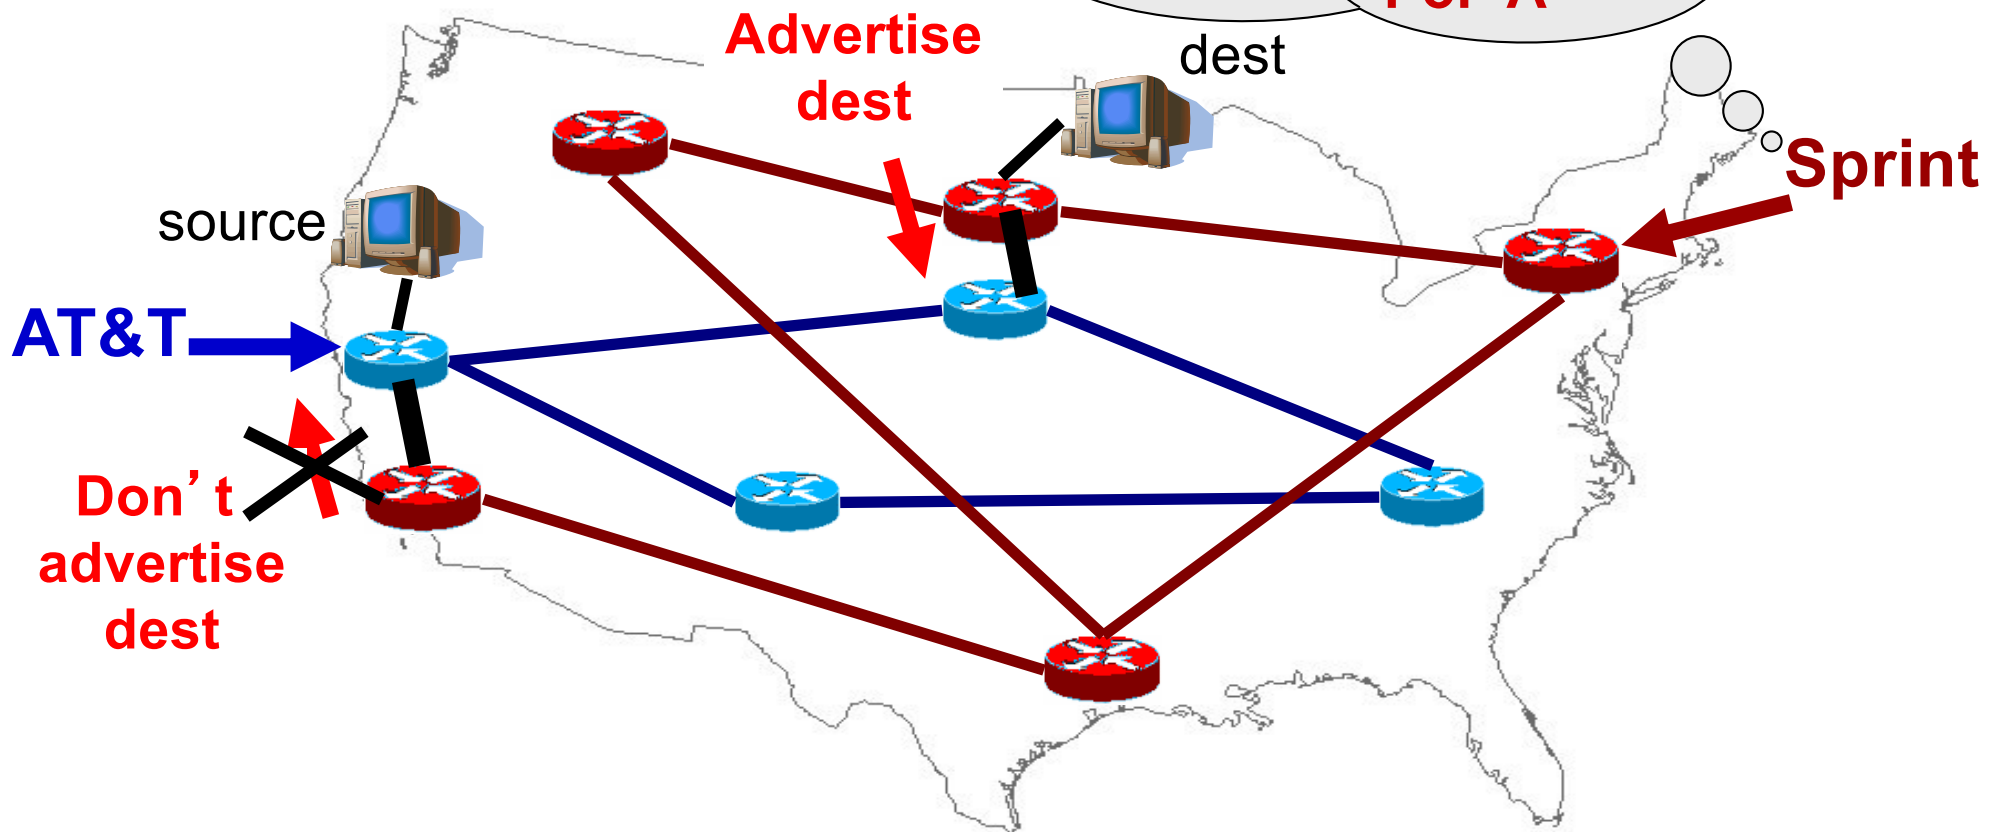 Advertise
dest
dest
Sprint
source
AT&T
Don’t
advertise
dest